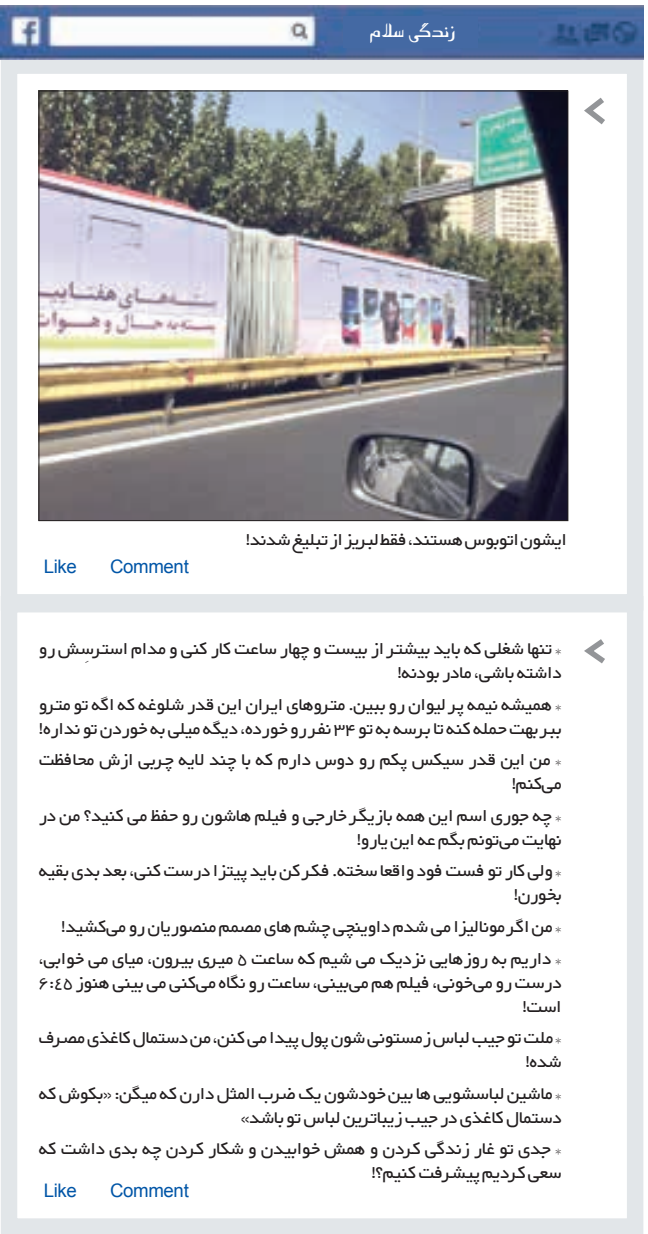 زندگی سلام
ـدهـای هفتـایـ
بسته به حـال و هـوات
ایشون اتوبوس هستند، فقط لبریز از تبلیغ شدند!
Like Comment
* تنها شغلی که باید بیشتر از بیست و چهار ساعت کار کنی و مدام استرسِش رو
داشته باشی، مادر بودنه!
* همیشه نیمه پر لیوان رو ببین. متروهای ایران این قدر شلوغه که اگه تو مترو
ببر بهت حمله کنه تا برسه به تو ۳۴ نفر رو خورده، دیگه میلی به خوردن تو نداره!
* من این قدر سیکس پکم رو دوس دارم که با چند لایه چربی ازش محافظت
می‌کنم!
* چه جوری اسم این همه بازیگر خارجی و فیلم هاشون رو حفظ می کنید؟ من در
نهایت می‌تونم بگم عه این یارو!
* ولی کار تو فست فود واقعا سخته. فکر کن باید پیتزا درست کنی، بعد بدی بقیه
بخورن!
* من اگر مونالیزا می شدم داوینچی چشم های مصمم منصوریان رو می‌کشید!
* داریم به روزهایی نزدیک می شیم که ساعت ۵ میری بیرون، میای می خوابی،
درست رو می‌خونی، فیلم هم می‌بینی، ساعت رو نگاه می‌کنی می بینی هنوز ۶:۴۵
است!
* ملت تو جیب لباس زمستونی شون پول پیدا می کنن، من دستمال کاغذی مصرف
شده!
* ماشین لباسشویی ها بین خودشون یک ضرب المثل دارن که میگن: «بکوش که
دستمال کاغذی در جیب زیباترین لباس تو باشد»
* جدی تو غار زندگی کردن و همش خوابیدن و شکار کردن چه بدی داشت که
سعی کردیم پیشرفت کنیم؟!
Like Comment